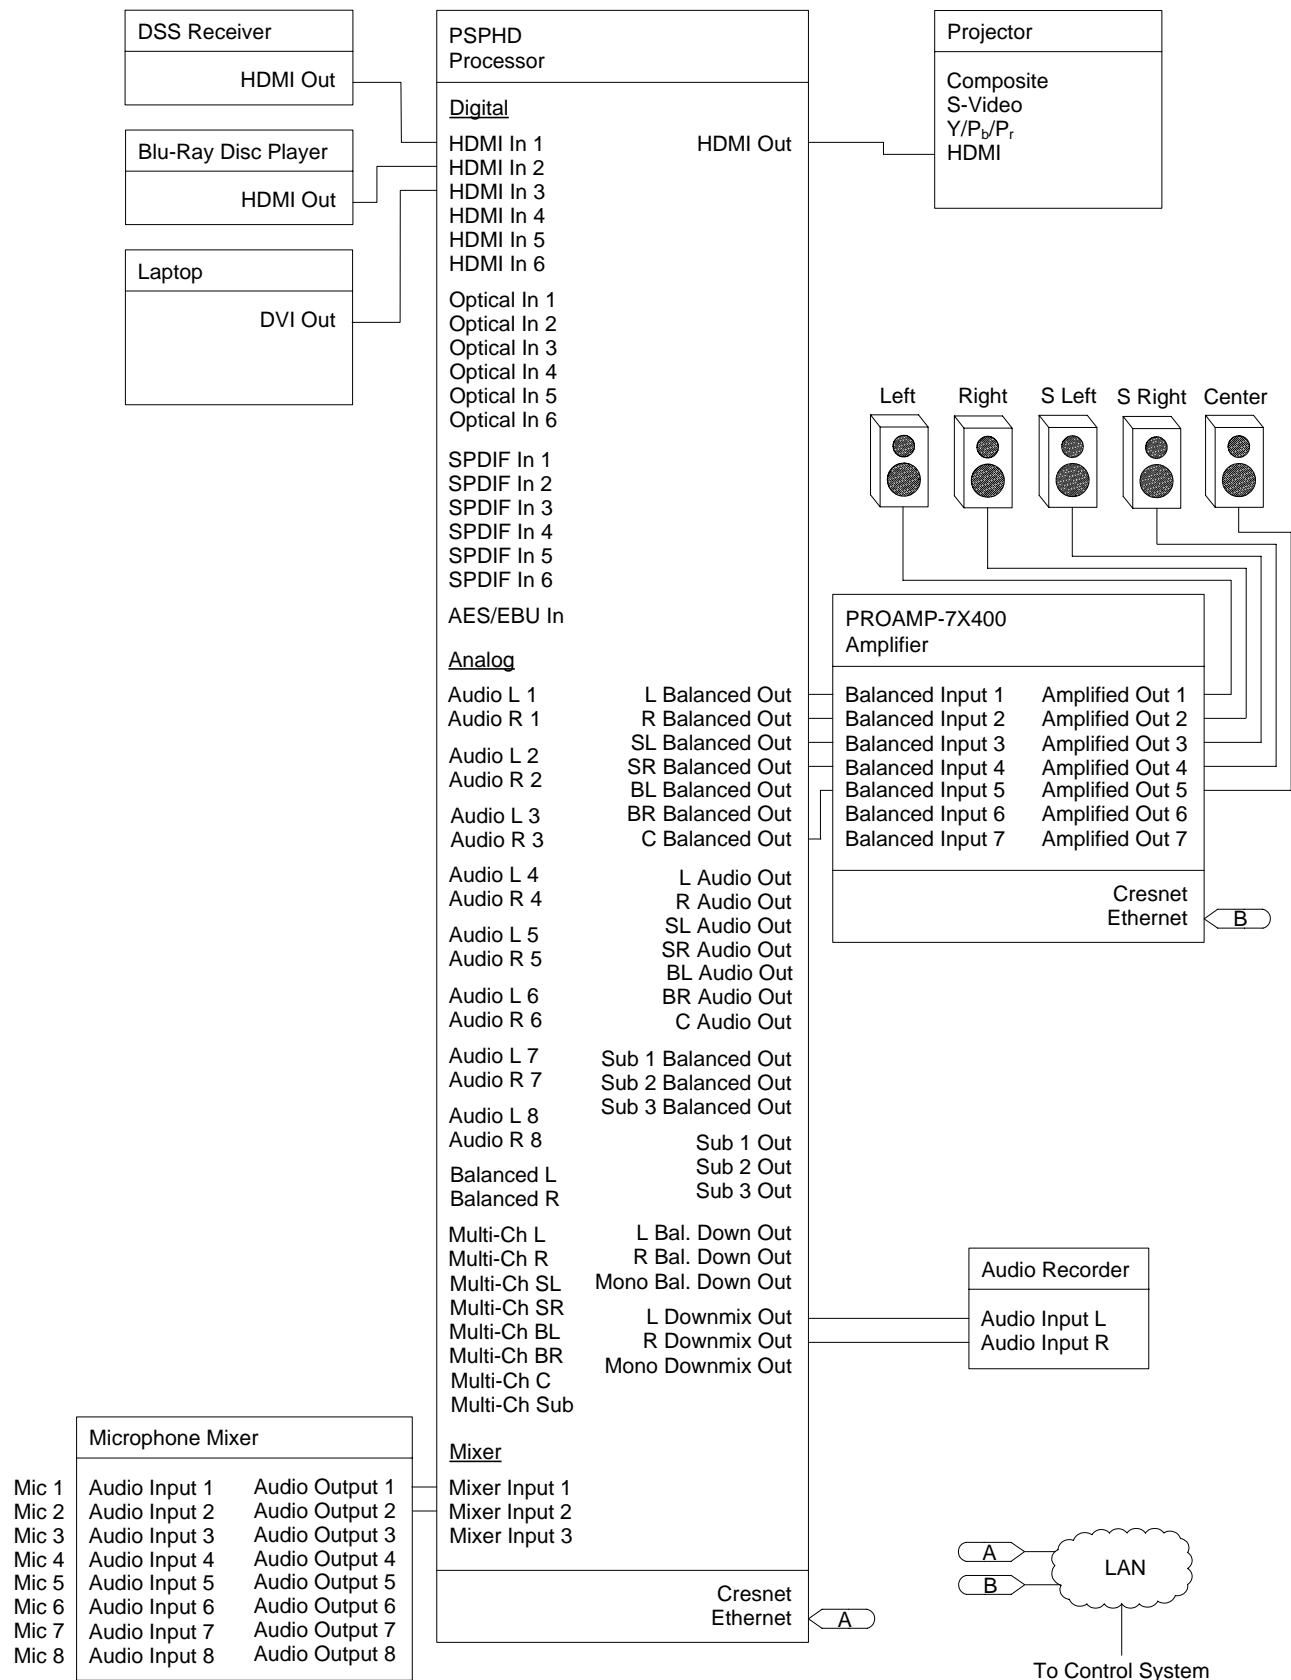 DSS Receiver
HDMI Out
Blu-Ray Disc Player
HDMI Out
Laptop
DVI Out
PSPHD
Processor
Digital
HDMI In 1
HDMI In 2
HDMI In 3
HDMI In 4
HDMI In 5
HDMI In 6
Optical In 1
Optical In 2
Optical In 3
Optical In 4
Optical In 5
Optical In 6
SPDIF In 1
SPDIF In 2
SPDIF In 3
SPDIF In 4
SPDIF In 5
SPDIF In 6
AES/EBU In
Analog
Audio L 1
Audio R 1
Audio L 2
Audio R 2
Audio L 3
Audio R 3
Audio L 4
Audio R 4
Audio L 5
Audio R 5
Audio L 6
Audio R 6
Audio L 7
Audio R 7
Audio L 8
Audio R 8
Balanced L
Balanced R
Multi-Ch L
Multi-Ch R
Multi-Ch SL
Multi-Ch SR
Multi-Ch BL
Multi-Ch BR
Multi-Ch C
Multi-Ch Sub
Mixer
Mixer Input 1
Mixer Input 2
Mixer Input 3
HDMI Out
L Balanced Out
R Balanced Out
SL Balanced Out
SR Balanced Out
BL Balanced Out
BR Balanced Out
C Balanced Out
L Audio Out
R Audio Out
SL Audio Out
SR Audio Out
BL Audio Out
BR Audio Out
C Audio Out
Sub 1 Balanced Out
Sub 2 Balanced Out
Sub 3 Balanced Out
Sub 1 Out
Sub 2 Out
Sub 3 Out
L Bal. Down Out
R Bal. Down Out
Mono Bal. Down Out
L Downmix Out
R Downmix Out
Mono Downmix Out
Cresnet
Ethernet
A
Projector
Composite
S-Video
Y/Pb/Pr
HDMI
Left Right S Left S Right Center
PROAMP-7X400
Amplifier
Balanced Input 1 Amplified Out 1
Balanced Input 2 Amplified Out 2
Balanced Input 3 Amplified Out 3
Balanced Input 4 Amplified Out 4
Balanced Input 5 Amplified Out 5
Balanced Input 6 Amplified Out 6
Balanced Input 7 Amplified Out 7
Cresnet
Ethernet
B
Audio Recorder
Audio Input L
Audio Input R
Microphone Mixer
Mic 1 Audio Input 1 Audio Output 1
Mic 2 Audio Input 2 Audio Output 2
Mic 3 Audio Input 3 Audio Output 3
Mic 4 Audio Input 4 Audio Output 4
Mic 5 Audio Input 5 Audio Output 5
Mic 6 Audio Input 6 Audio Output 6
Mic 7 Audio Input 7 Audio Output 7
Mic 8 Audio Input 8 Audio Output 8
A
B
LAN
To Control System